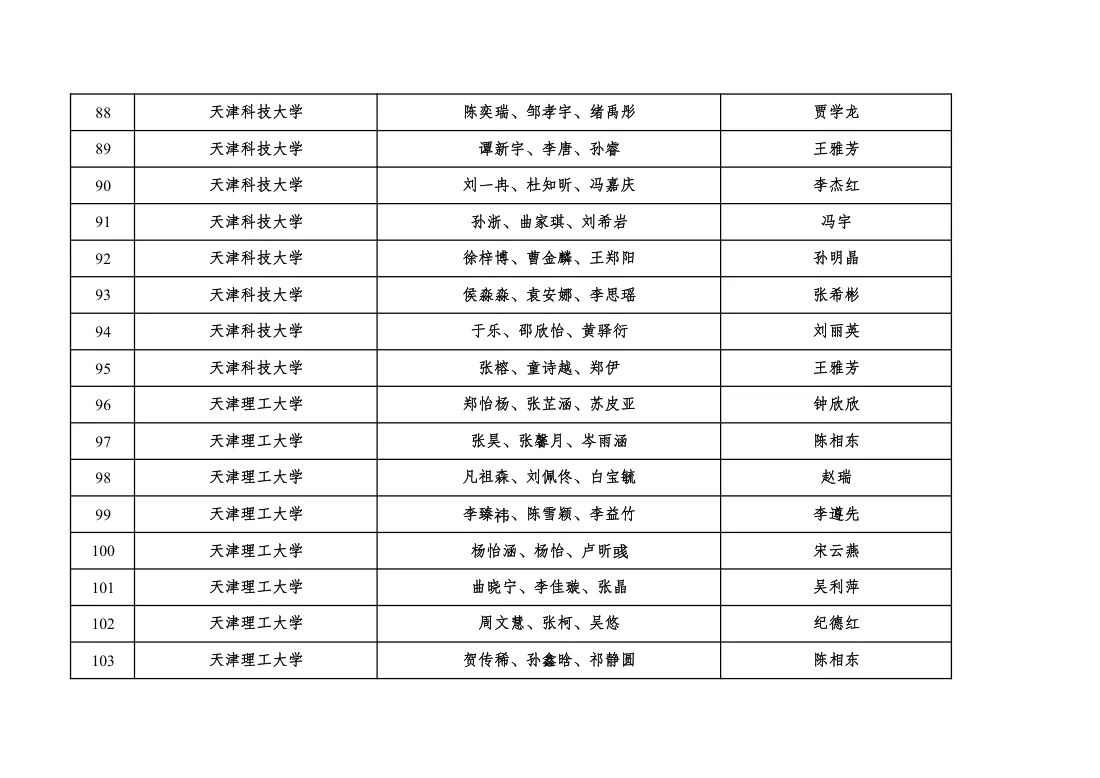 88 天津科技大学 陈奕瑞、邹孝宇、绪禹彤 贾学龙
89 天津科技大学 谭新宇、李唐、孙睿 王雅芳
90 天津科技大学 刘一冉、杜知昕、冯嘉庆 李杰红
91 天津科技大学 孙浙、曲家琪、刘希岩 冯宇
92 天津科技大学 徐梓博、曹金麟、王郑阳 孙明晶
93 天津科技大学 侯淼淼、袁安娜、李思瑶 张希彬
94 天津科技大学 于乐、邵欣怡、黄驿衍 刘丽英
95 天津科技大学 张榕、童诗越、郑伊 王雅芳
96 天津理工大学 郑怡杨、张芷涵、苏皮亚 钟欣欣
97 天津理工大学 张昊、张馨月、岑雨涵 陈相东
98 天津理工大学 凡祖森、刘佩佟、白宝毓 赵瑞
99 天津理工大学 李臻祎、陈雪颖、李益竹 李遵先
100 天津理工大学 杨怡涵、杨怡、卢昕彧 宋云燕
101 天津理工大学 曲晓宁、李佳璇、张晶 吴利萍
102 天津理工大学 周文慧、张柯、吴悠 纪德红
103 天津理工大学 贺传稀、孙鑫晗、祁静圆 陈相东